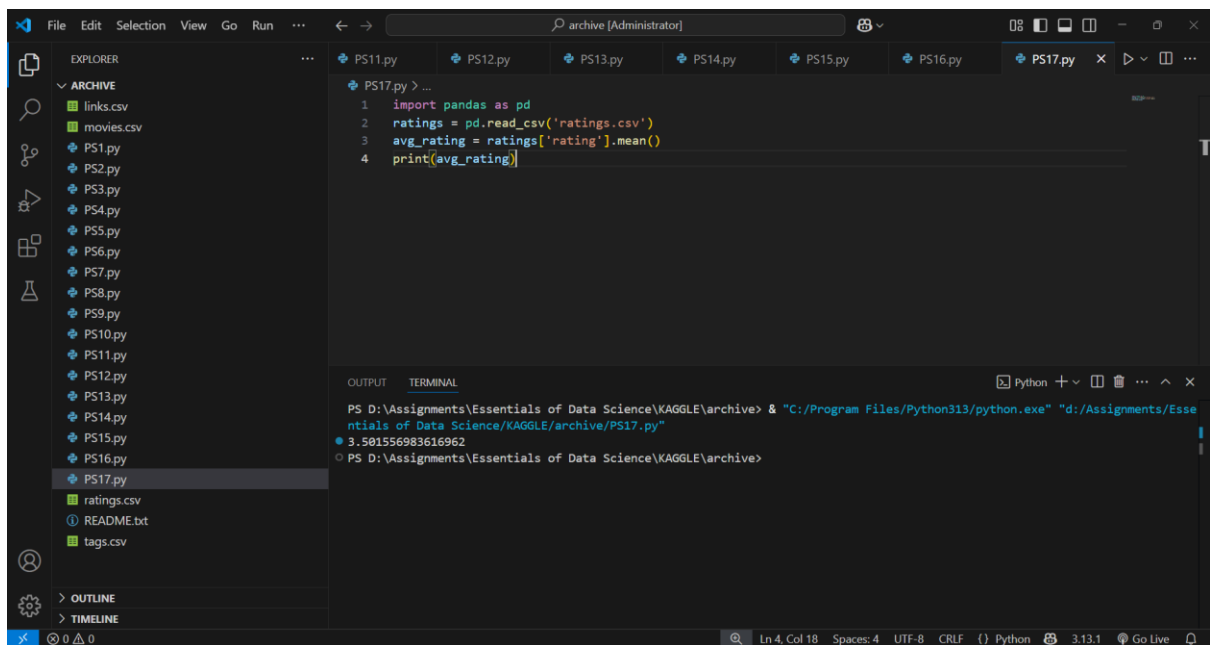 File Edit Selection View Go Run ··· archive [Administrator]
EXPLORER ···
ARCHIVE
links.csv
movies.csv
PS1.py
PS2.py
PS3.py
PS4.py
PS5.py
PS6.py
PS7.py
PS8.py
PS9.py
PS10.py
PS11.py
PS12.py
PS13.py
PS14.py
PS15.py
PS16.py
PS17.py
ratings.csv
README.txt
tags.csv
OUTLINE
TIMELINE
PS11.py PS12.py PS13.py PS14.py PS15.py PS16.py PS17.py
PS17.py > ...
1 import pandas as pd
2 ratings = pd.read_csv('ratings.csv')
3 avg_rating = ratings['rating'].mean()
4 print(avg_rating)
OUTPUT TERMINAL Python
PS D:\Assignments\Essentials of Data Science\KAGGLE\archive> & "C:/Program Files/Python313/python.exe" "d:/Assignments/Esse
ntials of Data Science/KAGGLE/archive/PS17.py"
3.501556983616962
PS D:\Assignments\Essentials of Data Science\KAGGLE\archive>
0 0 Ln 4, Col 18 Spaces: 4 UTF-8 CRLF {} Python 3.13.1 Go Live